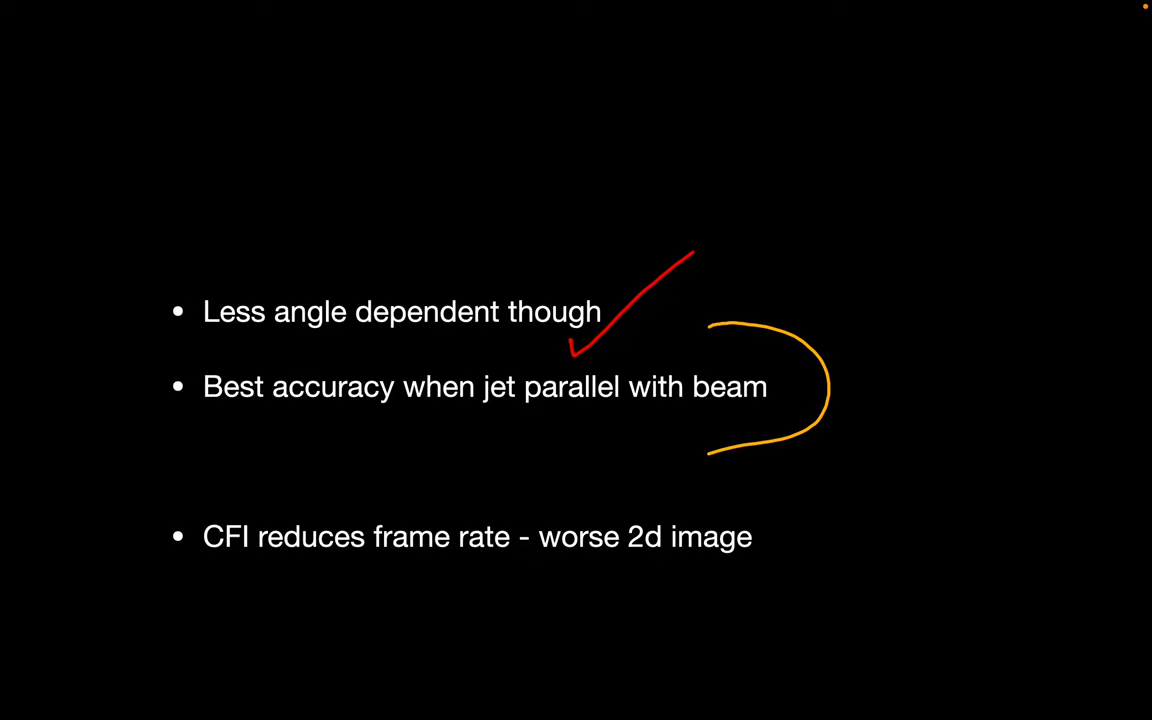 • Less angle dependent though
• Best accuracy when jet parallel with beam
• CFI reduces frame rate - worse 2d image